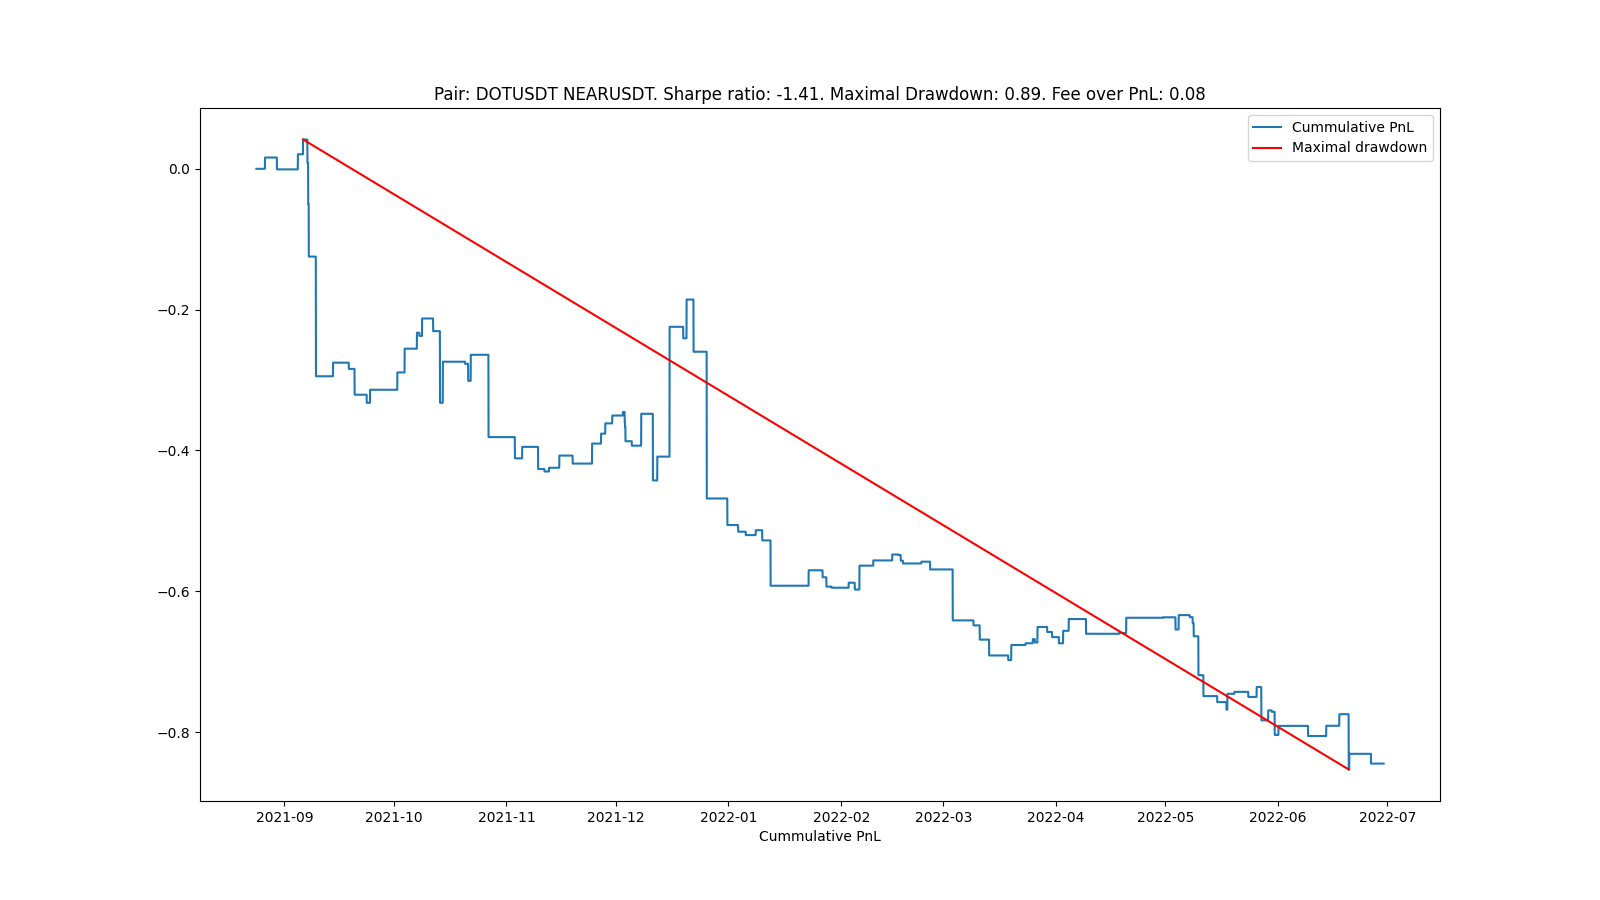 Pair: DOTUSDT NEARUSDT. Sharpe ratio: -1.41. Maximal Drawdown: 0.89. Fee over PnL: 0.08
Cummulative PnL
Maximal drawdown
0.0
−0.2
−0.4
−0.6
−0.8
2021-09 2021-10 2021-11 2021-12 2022-01 2022-02 2022-03 2022-04 2022-05 2022-06 2022-07
Cummulative PnL